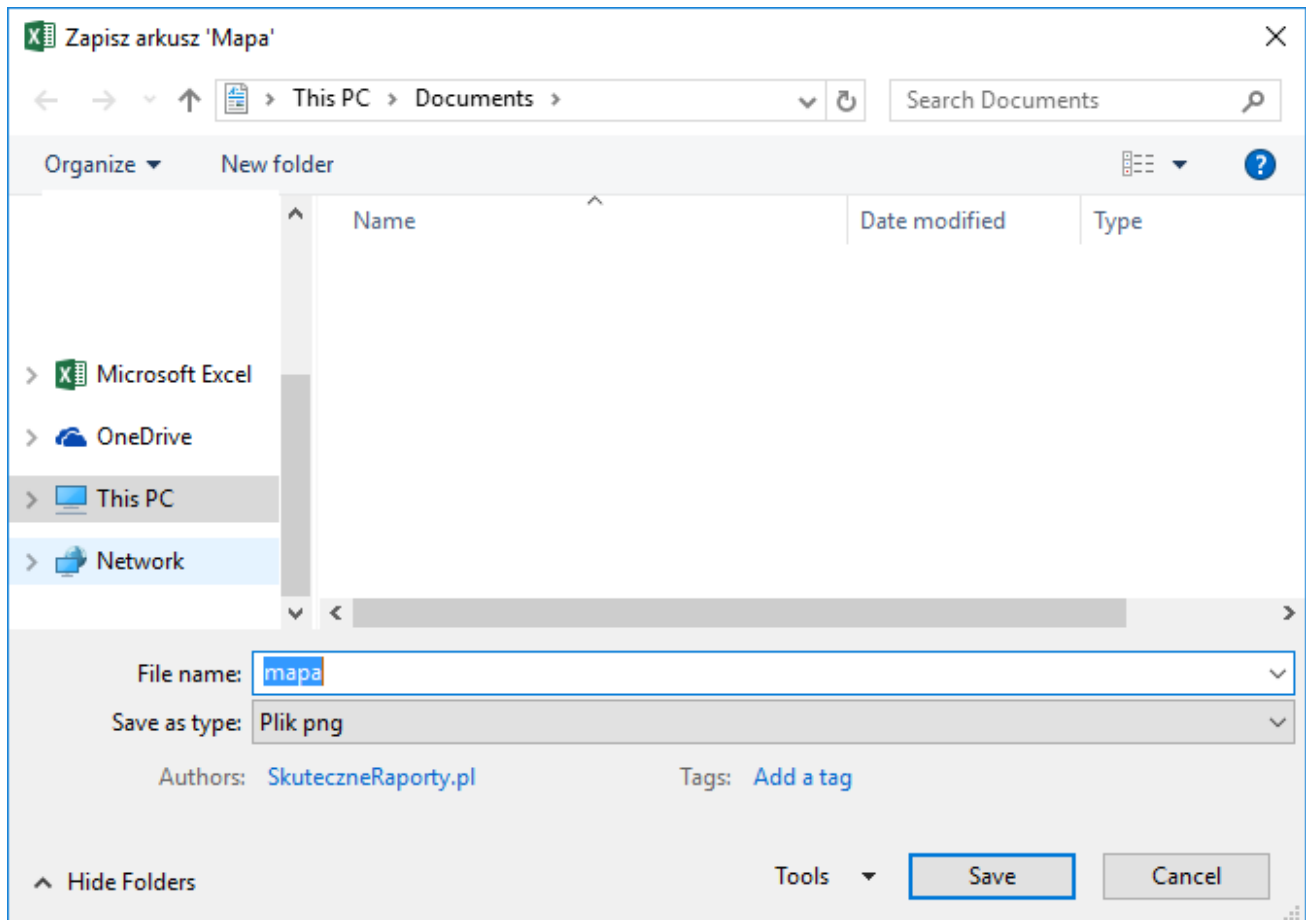 Zapisz arkusz 'Mapa'
This PC > Documents >
Search Documents
Organize
New folder
?
Name
Date modified
Type
Microsoft Excel
OneDrive
This PC
Network
File name: mapa
Save as type: Plik png
Authors: SkuteczneRaporty.pl
Tags: Add a tag
Hide Folders
Tools
Save
Cancel